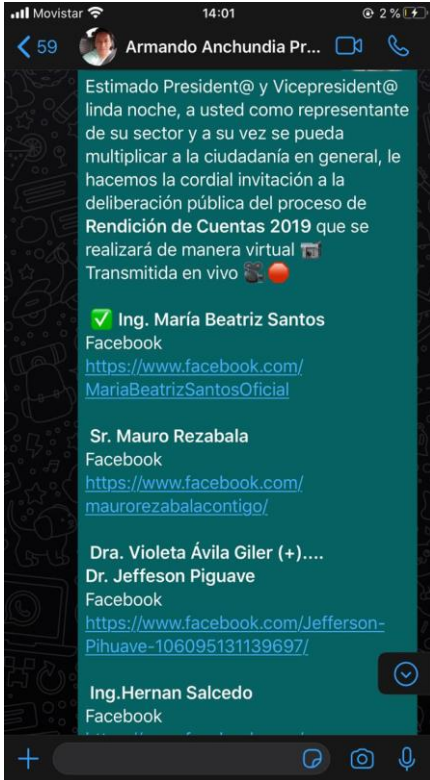 Movistar 14:01 2 %
59 Armando Anchundia Pr...
Estimado President@ y Vicepresident@
linda noche, a usted como representante
de su sector y a su vez se pueda
multiplicar a la ciudadanía en general, le
hacemos la cordial invitación a la
deliberación pública del proceso de
Rendición de Cuentas 2019 que se
realizará de manera virtual
Transmitida en vivo
Ing. María Beatriz Santos
Facebook
https://www.facebook.com/
MariaBeatrizSantosOficial
Sr. Mauro Rezabala
Facebook
https://www.facebook.com/
maurorezabalacontigo/
Dra. Violeta Ávila Giler (+)....
Dr. Jeffeson Piguave
Facebook
https://www.facebook.com/Jefferson-
Pihuave-106095131139697/
Ing.Hernan Salcedo
Facebook